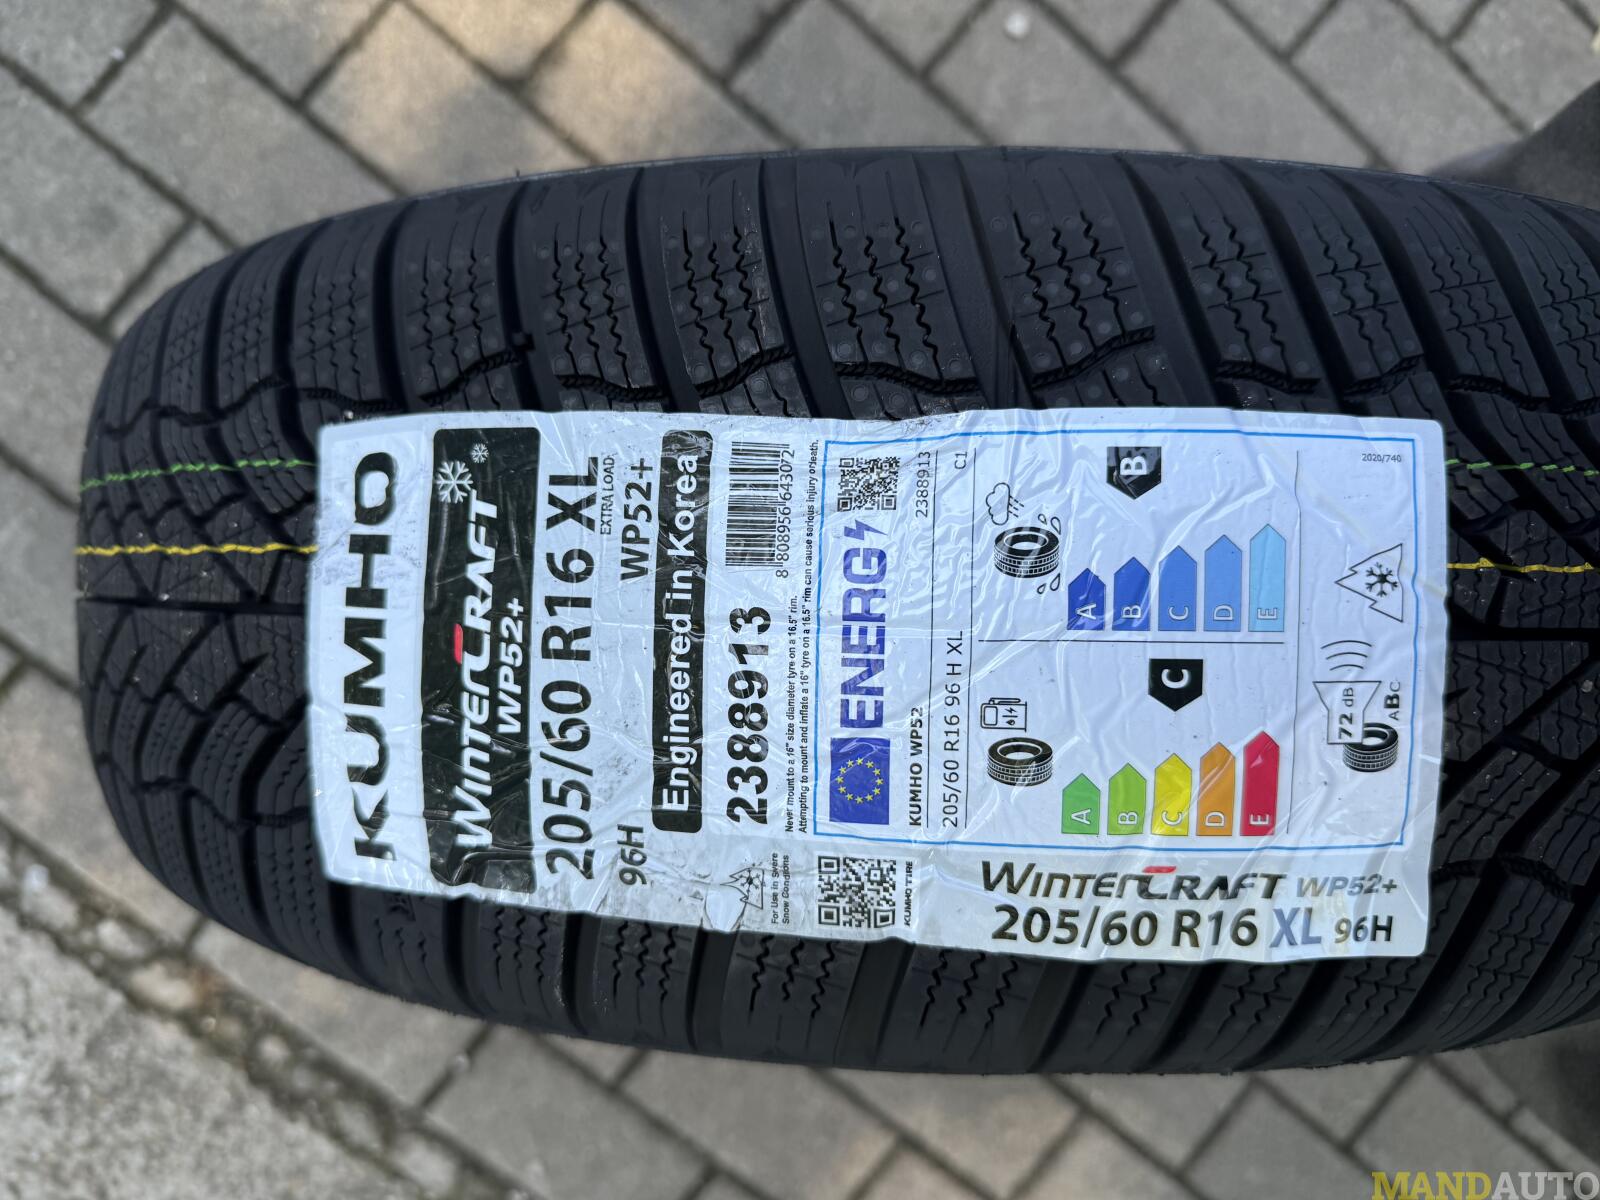 KUMHO
WINTERCRAFT
WP52+
205/60 R16 XL
EXTRA LOAD
96H
WP52+
Engineered in Korea
2388913
8 808956 643072
Never mount to a 16" size diameter tyre on a 16.5" rim.
Attempting to mount and inflate a 16" tyre on a 16.5" rim can cause serious injury or death.
For Use in Severe
Snow Conditions
KUMHO TIRE
ENERG
KUMHO WP52
2388913
205/60 R16 96 H XL
C1
A
B
C
D
E
C
A
B
C
D
E
B
72 dB
ABC
2020/740
WINTERCRAFT WP52+
205/60 R16 XL 96H
MANDAUTO